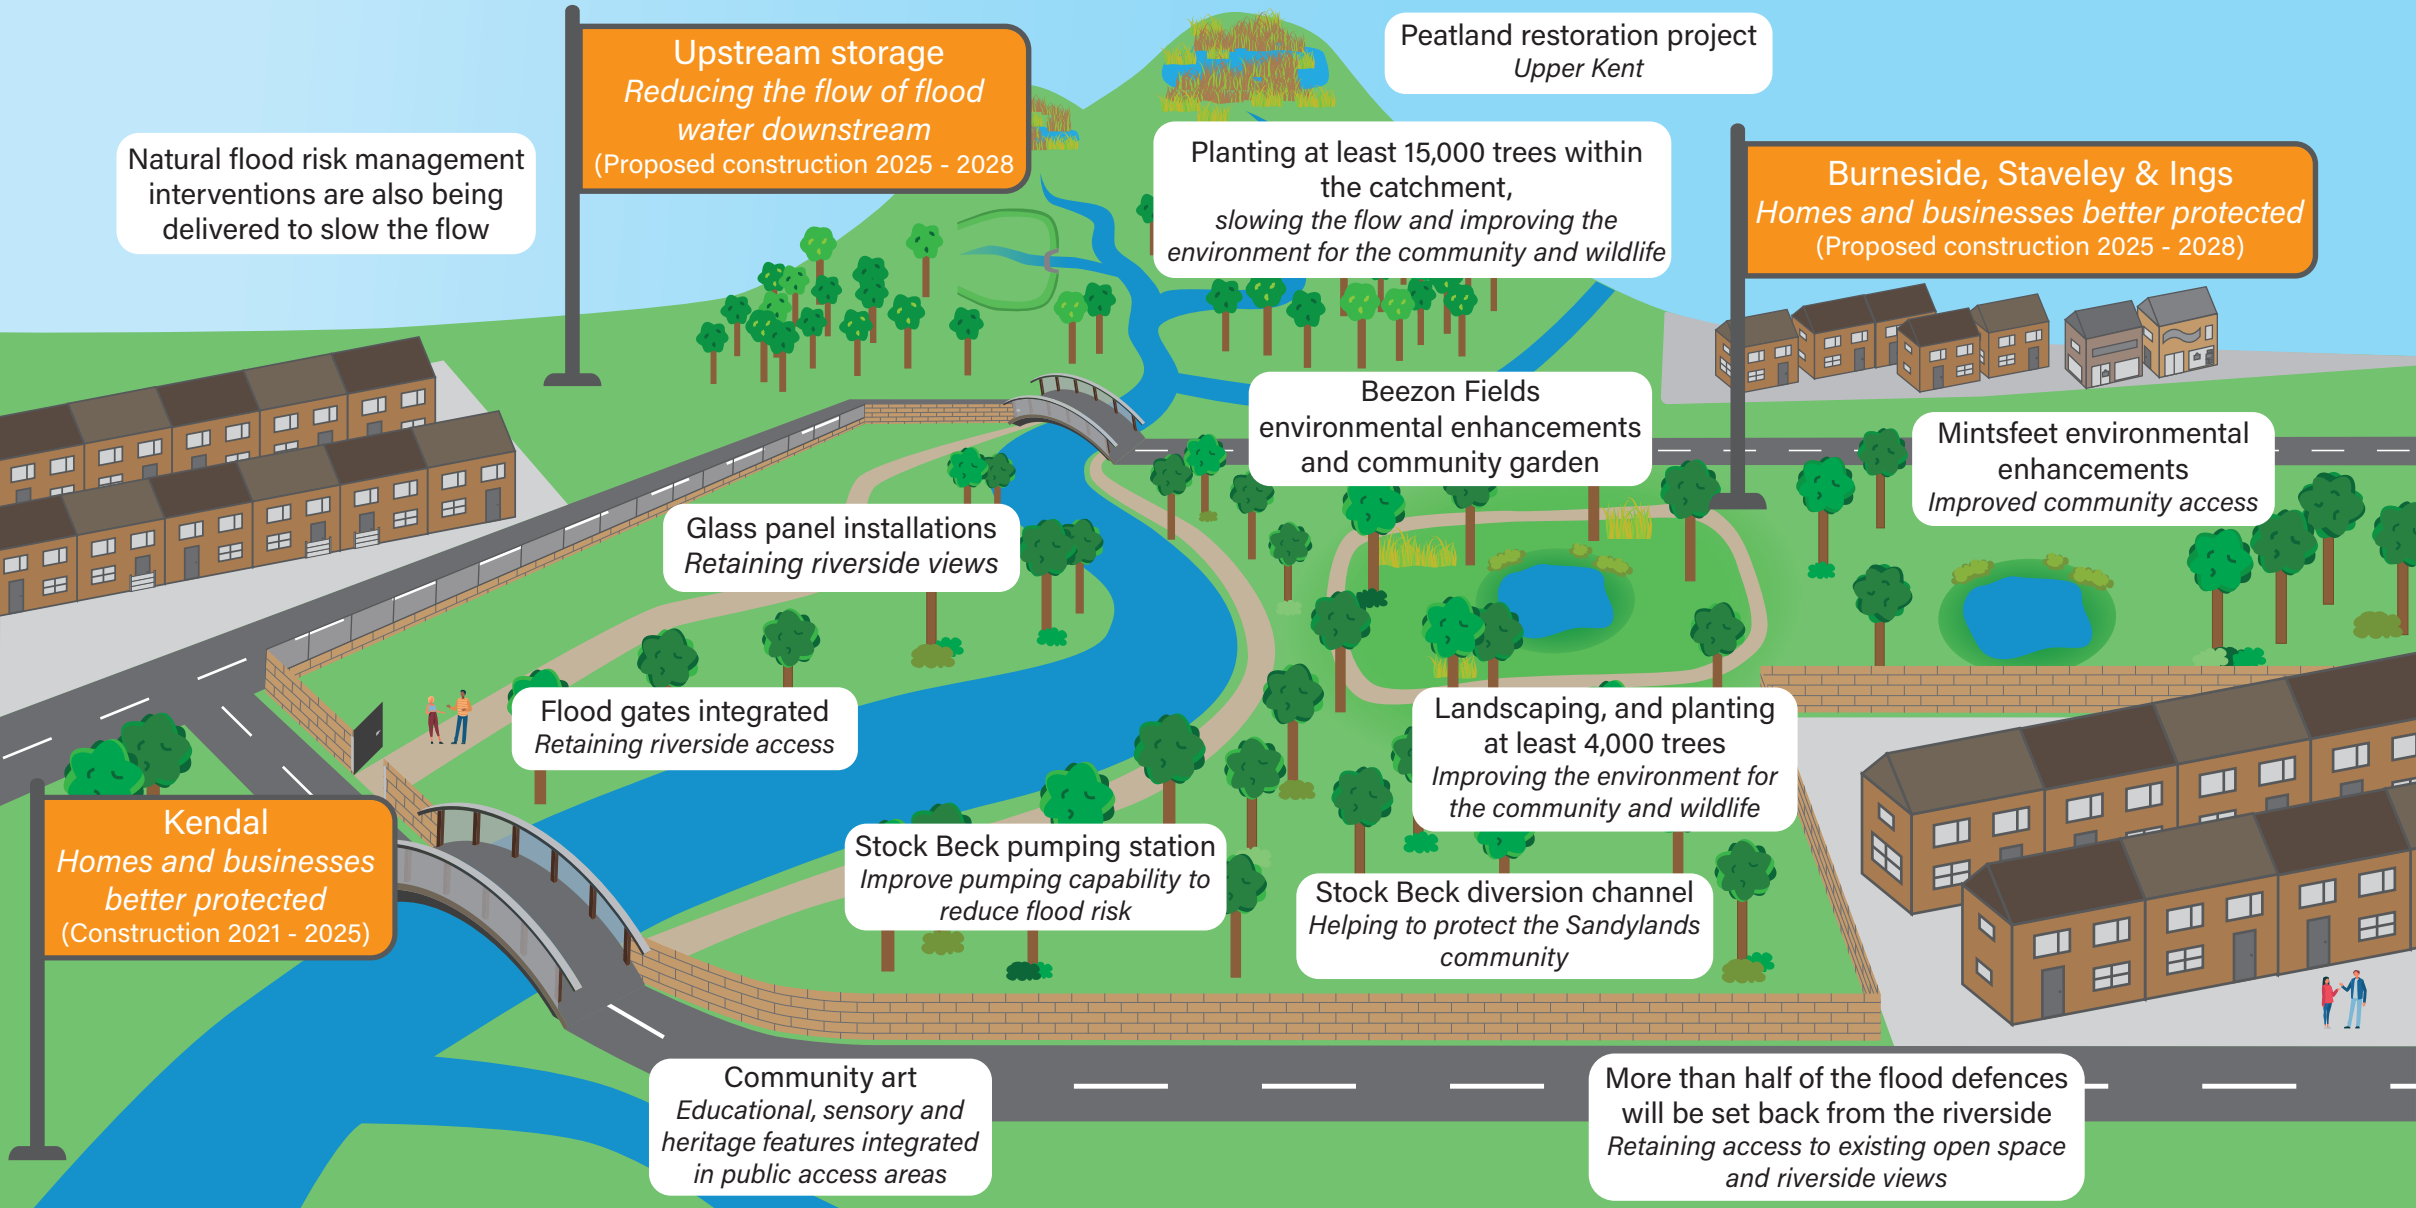 Upstream storage
Reducing the flow of flood
water downstream
(Proposed construction 2025 - 2028
Peatland restoration project
Upper Kent
Natural flood risk management
interventions are also being
delivered to slow the flow
Planting at least 15,000 trees within
the catchment,
slowing the flow and improving the
environment for the community and wildlife
Burneside, Staveley & Ings
Homes and businesses better protected
(Proposed construction 2025 - 2028)
Beezon Fields
environmental enhancements
and community garden
Mintsfeet environmental
enhancements
Improved community access
Glass panel installations
Retaining riverside views
Flood gates integrated
Retaining riverside access
Landscaping, and planting
at least 4,000 trees
Improving the environment for
the community and wildlife
Kendal
Homes and businesses
better protected
(Construction 2021 - 2025)
Stock Beck pumping station
Improve pumping capability to
reduce flood risk
Stock Beck diversion channel
Helping to protect the Sandylands
community
Community art
Educational, sensory and
heritage features integrated
in public access areas
More than half of the flood defences
will be set back from the riverside
Retaining access to existing open space
and riverside views